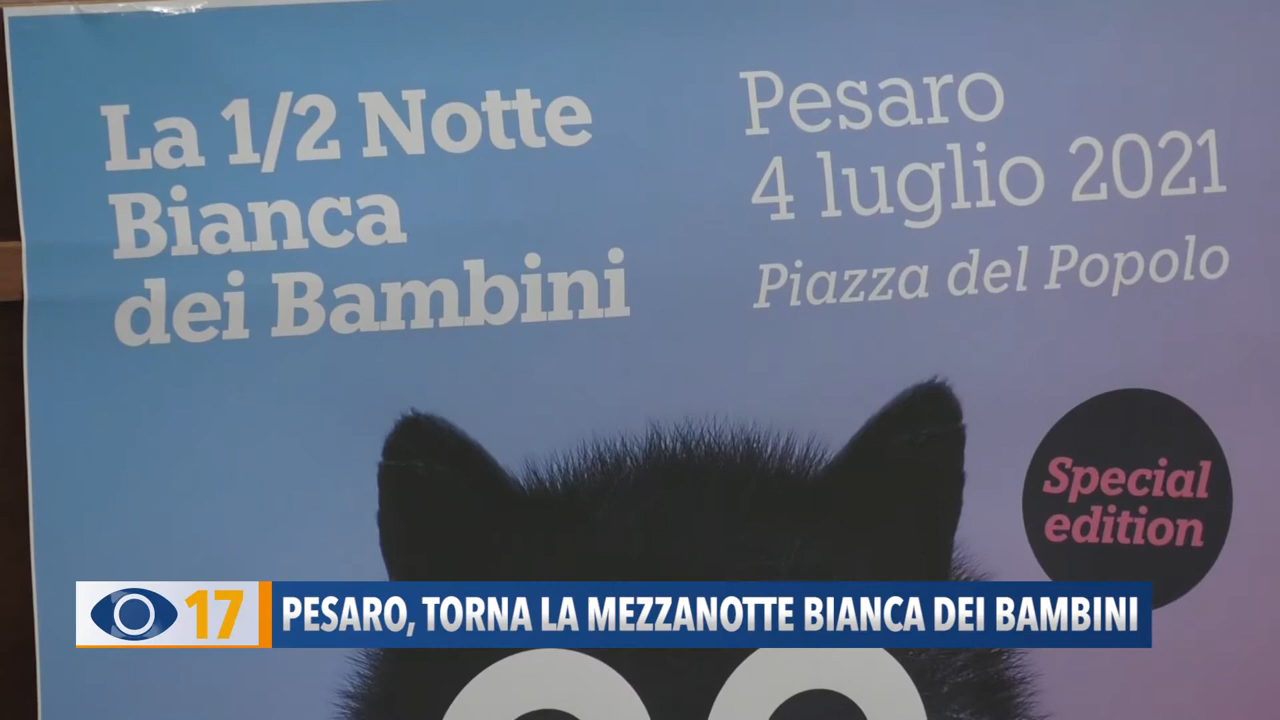 La 1/2 Notte
Bianca
dei Bambini
Pesaro
4 luglio 2021
Piazza del Popolo
Special
edition
17
PESARO, TORNA LA MEZZANOTTE BIANCA DEI BAMBINI